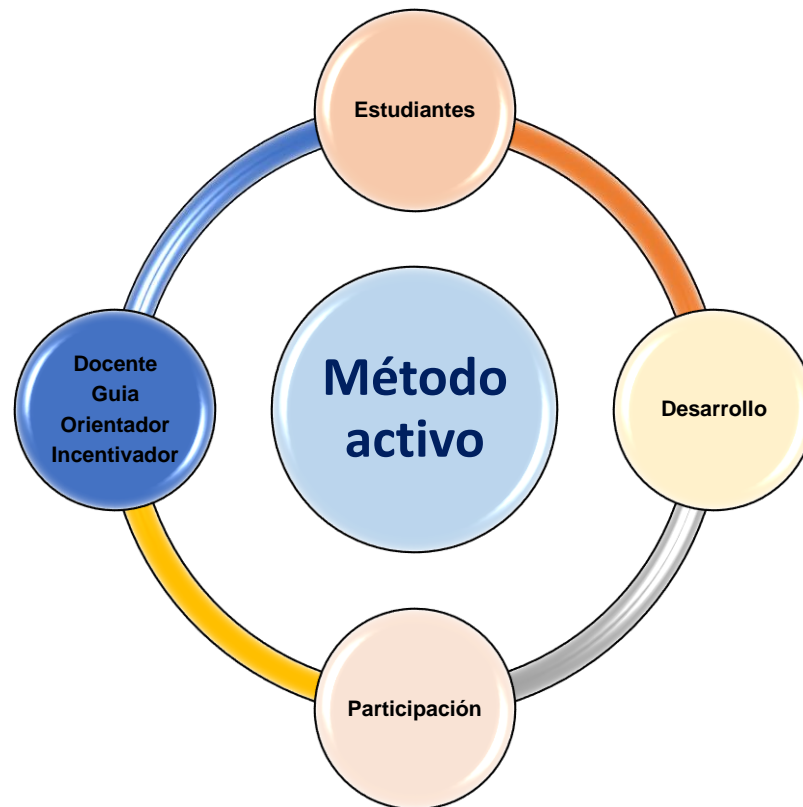 Estudiantes
Docente
Guia
Orientador
Incentivador
Método
activo
Desarrollo
Participación